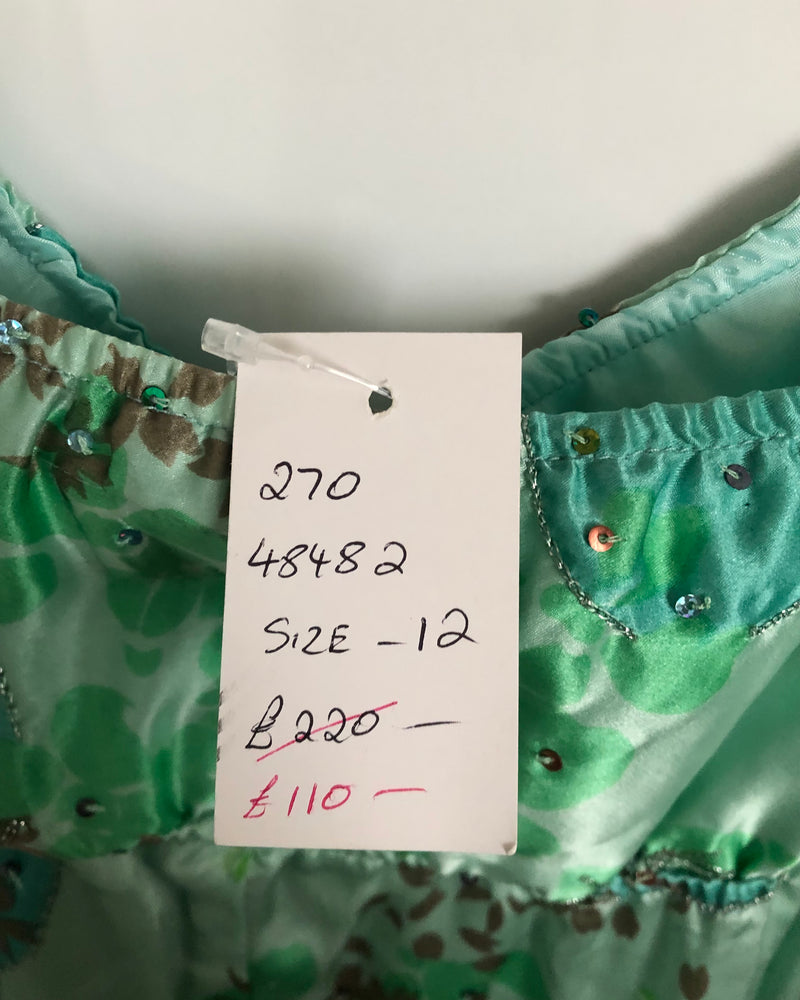 270
48482
SIZE - 12
£220 —
£110 —